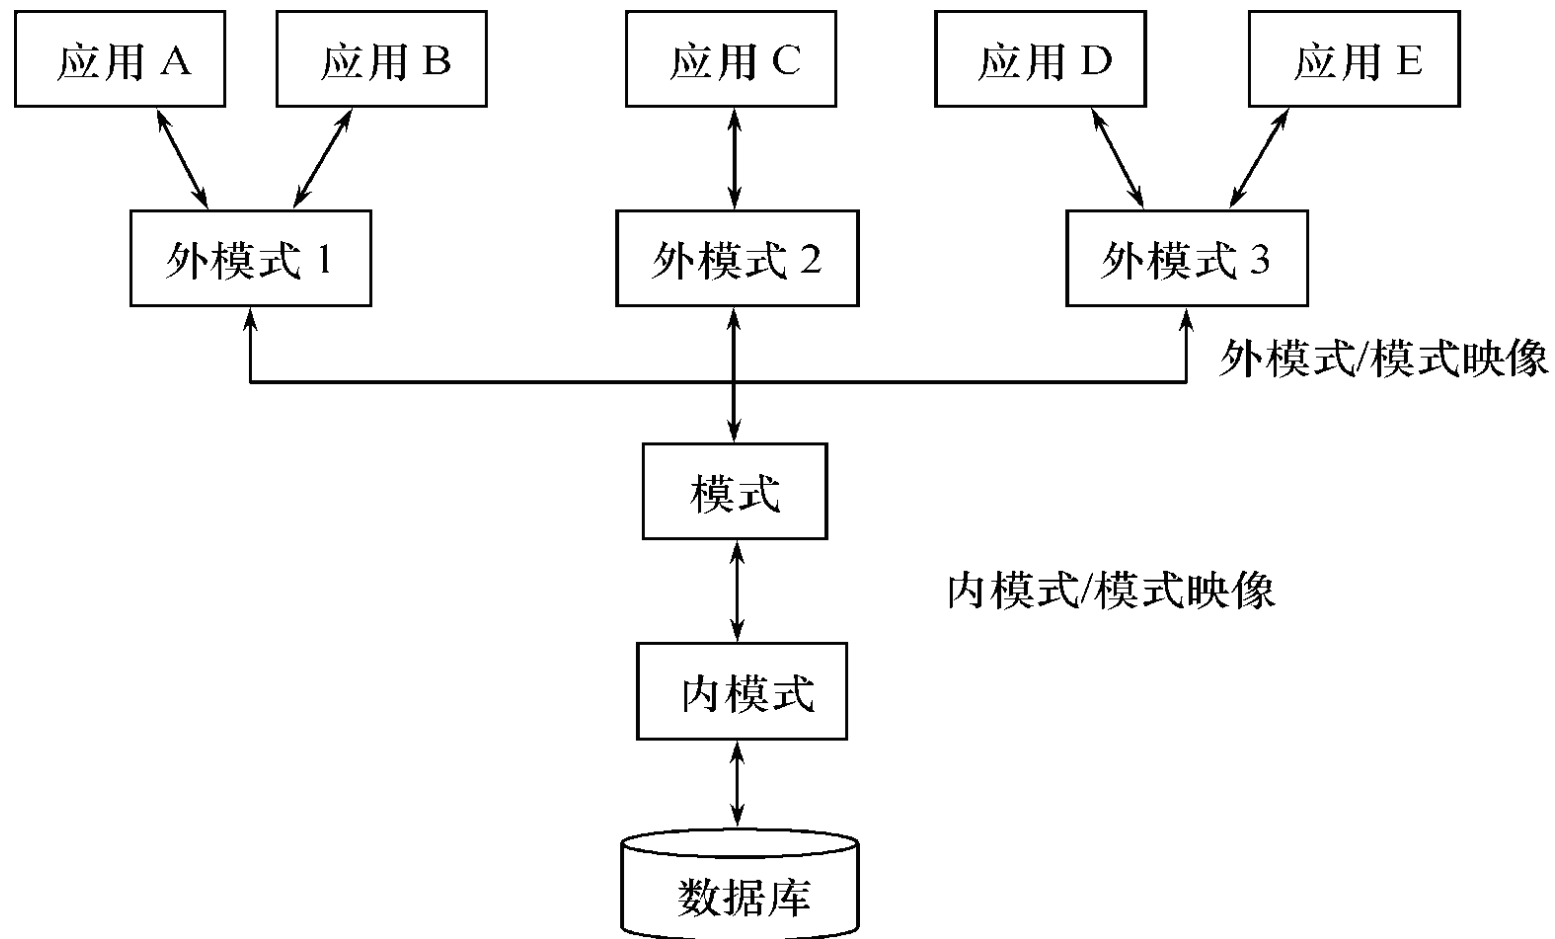 应用 A
应用 B
应用 C
应用 D
应用 E
外模式 1
外模式 2
外模式 3
外模式/模式映像
模式
内模式/模式映像
内模式
数据库